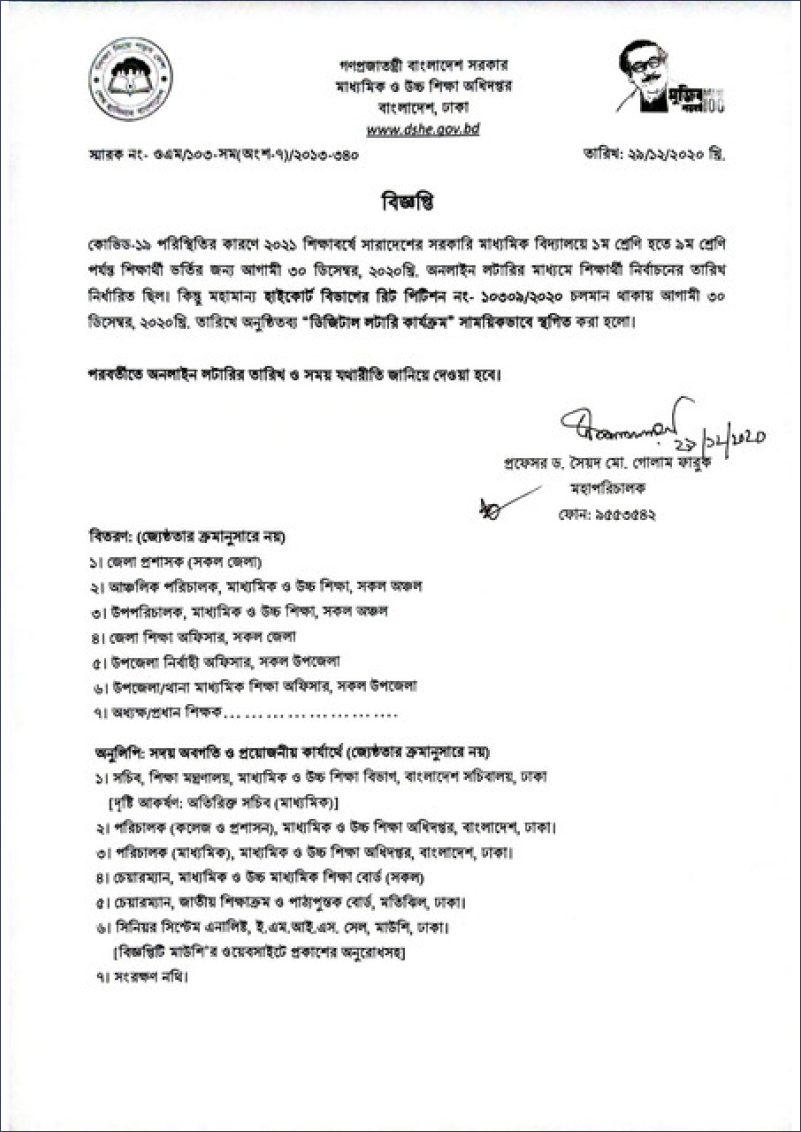 গণপ্রজাতন্ত্রী বাংলাদেশ সরকার
মাধ্যমিক ও উচ্চ শিক্ষা অধিদপ্তর
বাংলাদেশ, ঢাকা
www.dshe.gov.bd
মুজিব
শতবর্ষ 100
স্মারক নং- ওএম/১০৩-সম(অংশ-৭)/২০১৩-৩৪০
তারিখ: ২৯/১২/২০২০ খ্রি.
বিজ্ঞপ্তি
কোভিড-১৯ পরিস্থিতির কারণে ২০২১ শিক্ষাবর্ষে সারাদেশের সরকারি মাধ্যমিক বিদ্যালয়ে ১ম শ্রেণি হতে ৯ম শ্রেণি
পর্যন্ত শিক্ষার্থী ভর্তির জন্য আগামী ৩০ ডিসেম্বর, ২০২০খ্রি. অনলাইন লটারির মাধ্যমে শিক্ষার্থী নির্বাচনের তারিখ
নির্ধারিত ছিল। কিন্তু মহামান্য হাইকোর্ট বিভাগের রিট পিটিশন নং- ১০৩০৯/২০২০ চলমান থাকায় আগামী ৩০
ডিসেম্বর, ২০২০খ্রি. তারিখে অনুষ্ঠিতব্য "ডিজিটাল লটারি কার্যক্রম" সাময়িকভাবে স্থগিত করা হলো।
পরবর্তীতে অনলাইন লটারির তারিখ ও সময় যথারীতি জানিয়ে দেওয়া হবে।
২৯/১২/২০২০
প্রফেসর ড. সৈয়দ মো. গোলাম ফারুক
মহাপরিচালক
ফোন: ৯৫৫৩৫৪২
বিতরণ: (জ্যেষ্ঠতার ক্রমানুসারে নয়)
১। জেলা প্রশাসক (সকল জেলা)
২। আঞ্চলিক পরিচালক, মাধ্যমিক ও উচ্চ শিক্ষা, সকল অঞ্চল
৩। উপপরিচালক, মাধ্যমিক ও উচ্চ শিক্ষা, সকল অঞ্চল
৪। জেলা শিক্ষা অফিসার, সকল জেলা
৫। উপজেলা নির্বাহী অফিসার, সকল উপজেলা
৬। উপজেলা/থানা মাধ্যমিক শিক্ষা অফিসার, সকল উপজেলা
৭। অধ্যক্ষ/প্রধান শিক্ষক……………………….
অনুলিপি: সদয় অবগতি ও প্রয়োজনীয় কার্যার্থে (জ্যেষ্ঠতার ক্রমানুসারে নয়)
১। সচিব, শিক্ষা মন্ত্রণালয়, মাধ্যমিক ও উচ্চ শিক্ষা বিভাগ, বাংলাদেশ সচিবালয়, ঢাকা
[দৃষ্টি আকর্ষণ: অতিরিক্ত সচিব (মাধ্যমিক)]
২। পরিচালক (কলেজ ও প্রশাসন), মাধ্যমিক ও উচ্চ শিক্ষা অধিদপ্তর, বাংলাদেশ, ঢাকা।
৩। পরিচালক (মাধ্যমিক), মাধ্যমিক ও উচ্চ শিক্ষা অধিদপ্তর, বাংলাদেশ, ঢাকা।
৪। চেয়ারম্যান, মাধ্যমিক ও উচ্চ মাধ্যমিক শিক্ষা বোর্ড (সকল)
৫। চেয়ারম্যান, জাতীয় শিক্ষাক্রম ও পাঠ্যপুস্তক বোর্ড, মতিঝিল, ঢাকা।
৬। সিনিয়র সিস্টেম এনালিষ্ট, ই.এম.আই.এস. সেল, মাউশি, ঢাকা।
[বিজ্ঞপ্তিটি মাউশি'র ওয়েবসাইটে প্রকাশের অনুরোধসহ]
৭। সংরক্ষণ নথি।